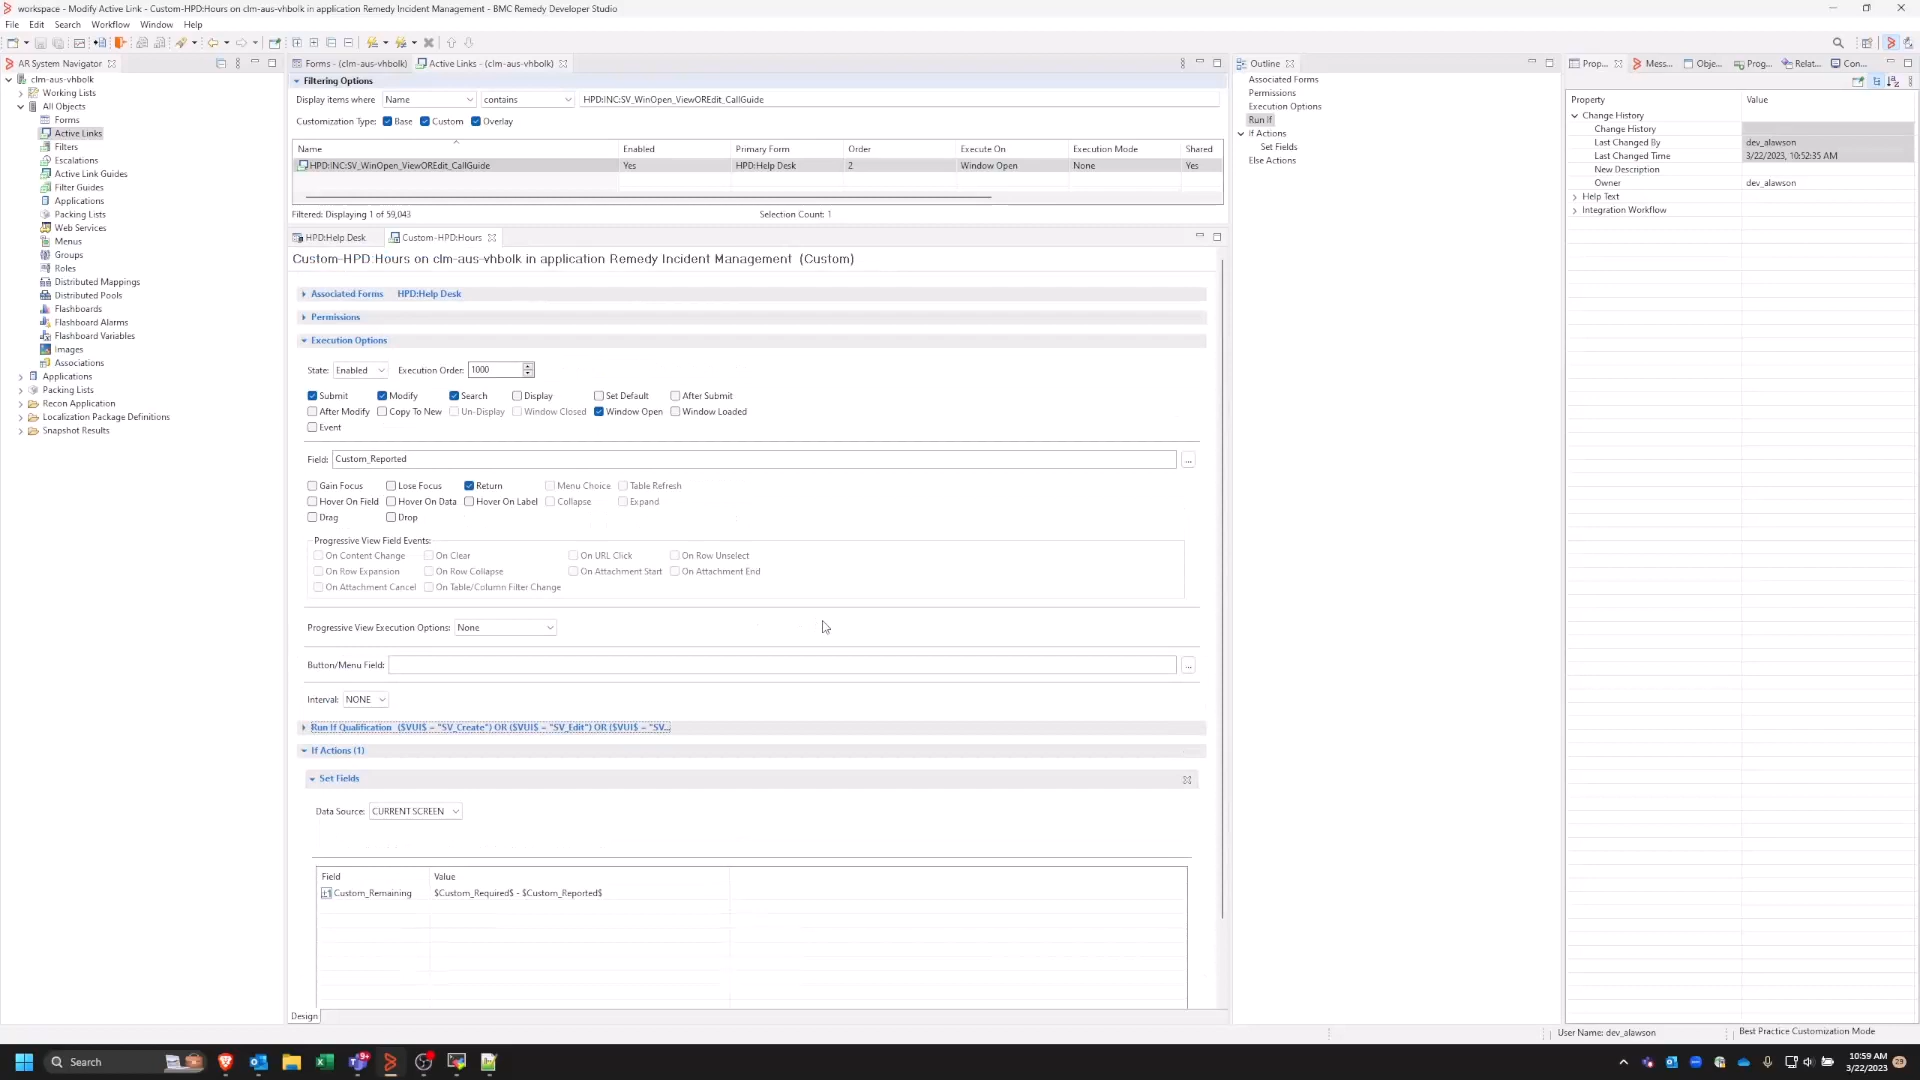 workspace - Modify Active Link - Custom-HPD:Hours on clm-aus-vhbolk in application Remedy Incident Management - BMC Remedy Developer Studio
File Edit Search Workflow Window Help
AR System Navigator
clm-aus-vhbolk
Working Lists
All Objects
Forms
Active Links
Filters
Escalations
Active Link Guides
Filter Guides
Applications
Packing Lists
Web Services
Menus
Groups
Roles
Distributed Mappings
Distributed Pools
Flashboards
Flashboard Alarms
Flashboard Variables
Images
Associations
Applications
Packing Lists
Recon Application
Localization Package Definitions
Snapshot Results
Forms - (clm-aus-vhbolk) Active Links - (clm-aus-vhbolk)
Filtering Options
Display items where Name contains HPD:INC:SV_WinOpen_ViewOREdit_CallGuide
Customization Type: Base Custom Overlay
Name Enabled Primary Form Order Execute On Execution Mode Shared
HPD:INC:SV_WinOpen_ViewOREdit_CallGuide Yes HPD:Help Desk 2 Window Open None Yes
Filtered: Displaying 1 of 59,043 Selection Count: 1
HPD:Help Desk Custom-HPD:Hours
Custom-HPD:Hours on clm-aus-vhbolk in application Remedy Incident Management (Custom)
Associated Forms HPD:Help Desk
Permissions
Execution Options
State: Enabled Execution Order: 1000
Submit Modify Search Display Set Default After Submit
After Modify Copy To New Un-Display Window Closed Window Open Window Loaded
Event
Field: Custom_Reported ...
Gain Focus Lose Focus Return Menu Choice Table Refresh
Hover On Field Hover On Data Hover On Label Collapse Expand
Drag Drop
Progressive View Field Events:
On Content Change On Clear On URL Click On Row Unselect
On Row Expansion On Row Collapse On Attachment Start On Attachment End
On Attachment Cancel On Table/Column Filter Change
Progressive View Execution Options: None
Button/Menu Field: ...
Interval: NONE
Run If Qualification ($VUI$ = "SV_Create") OR ($VUI$ = "SV_Edit") OR ($VUI$ = "SV...
If Actions (1)
Set Fields
Data Source: CURRENT SCREEN
Field Value
Custom_Remaining $Custom_Required$ - $Custom_Reported$
Design
Outline
Associated Forms
Permissions
Execution Options
Run If
If Actions
Set Fields
Else Actions
Prop... Mess... Obje... Prog... Relat... Con...
Property Value
Change History
Change History
Last Changed By dev_alawson
Last Changed Time 3/22/2023, 10:52:35 AM
New Description
Owner dev_alawson
Help Text
Integration Workflow
User Name: dev_alawson Best Practice Customization Mode
Search
10:59 AM
3/22/2023